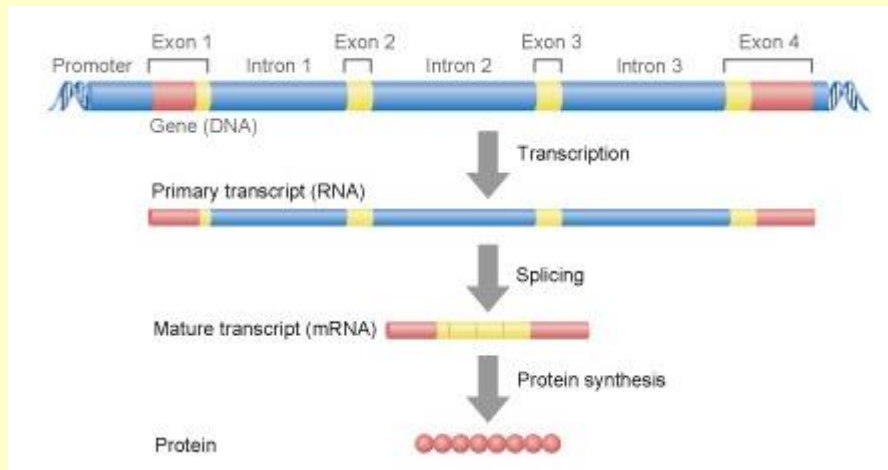 Exon 1 Exon 2 Exon 3 Exon 4
Promoter Intron 1 Intron 2 Intron 3
Gene (DNA)
Transcription
Primary transcript (RNA)
Splicing
Mature transcript (mRNA)
Protein synthesis
Protein